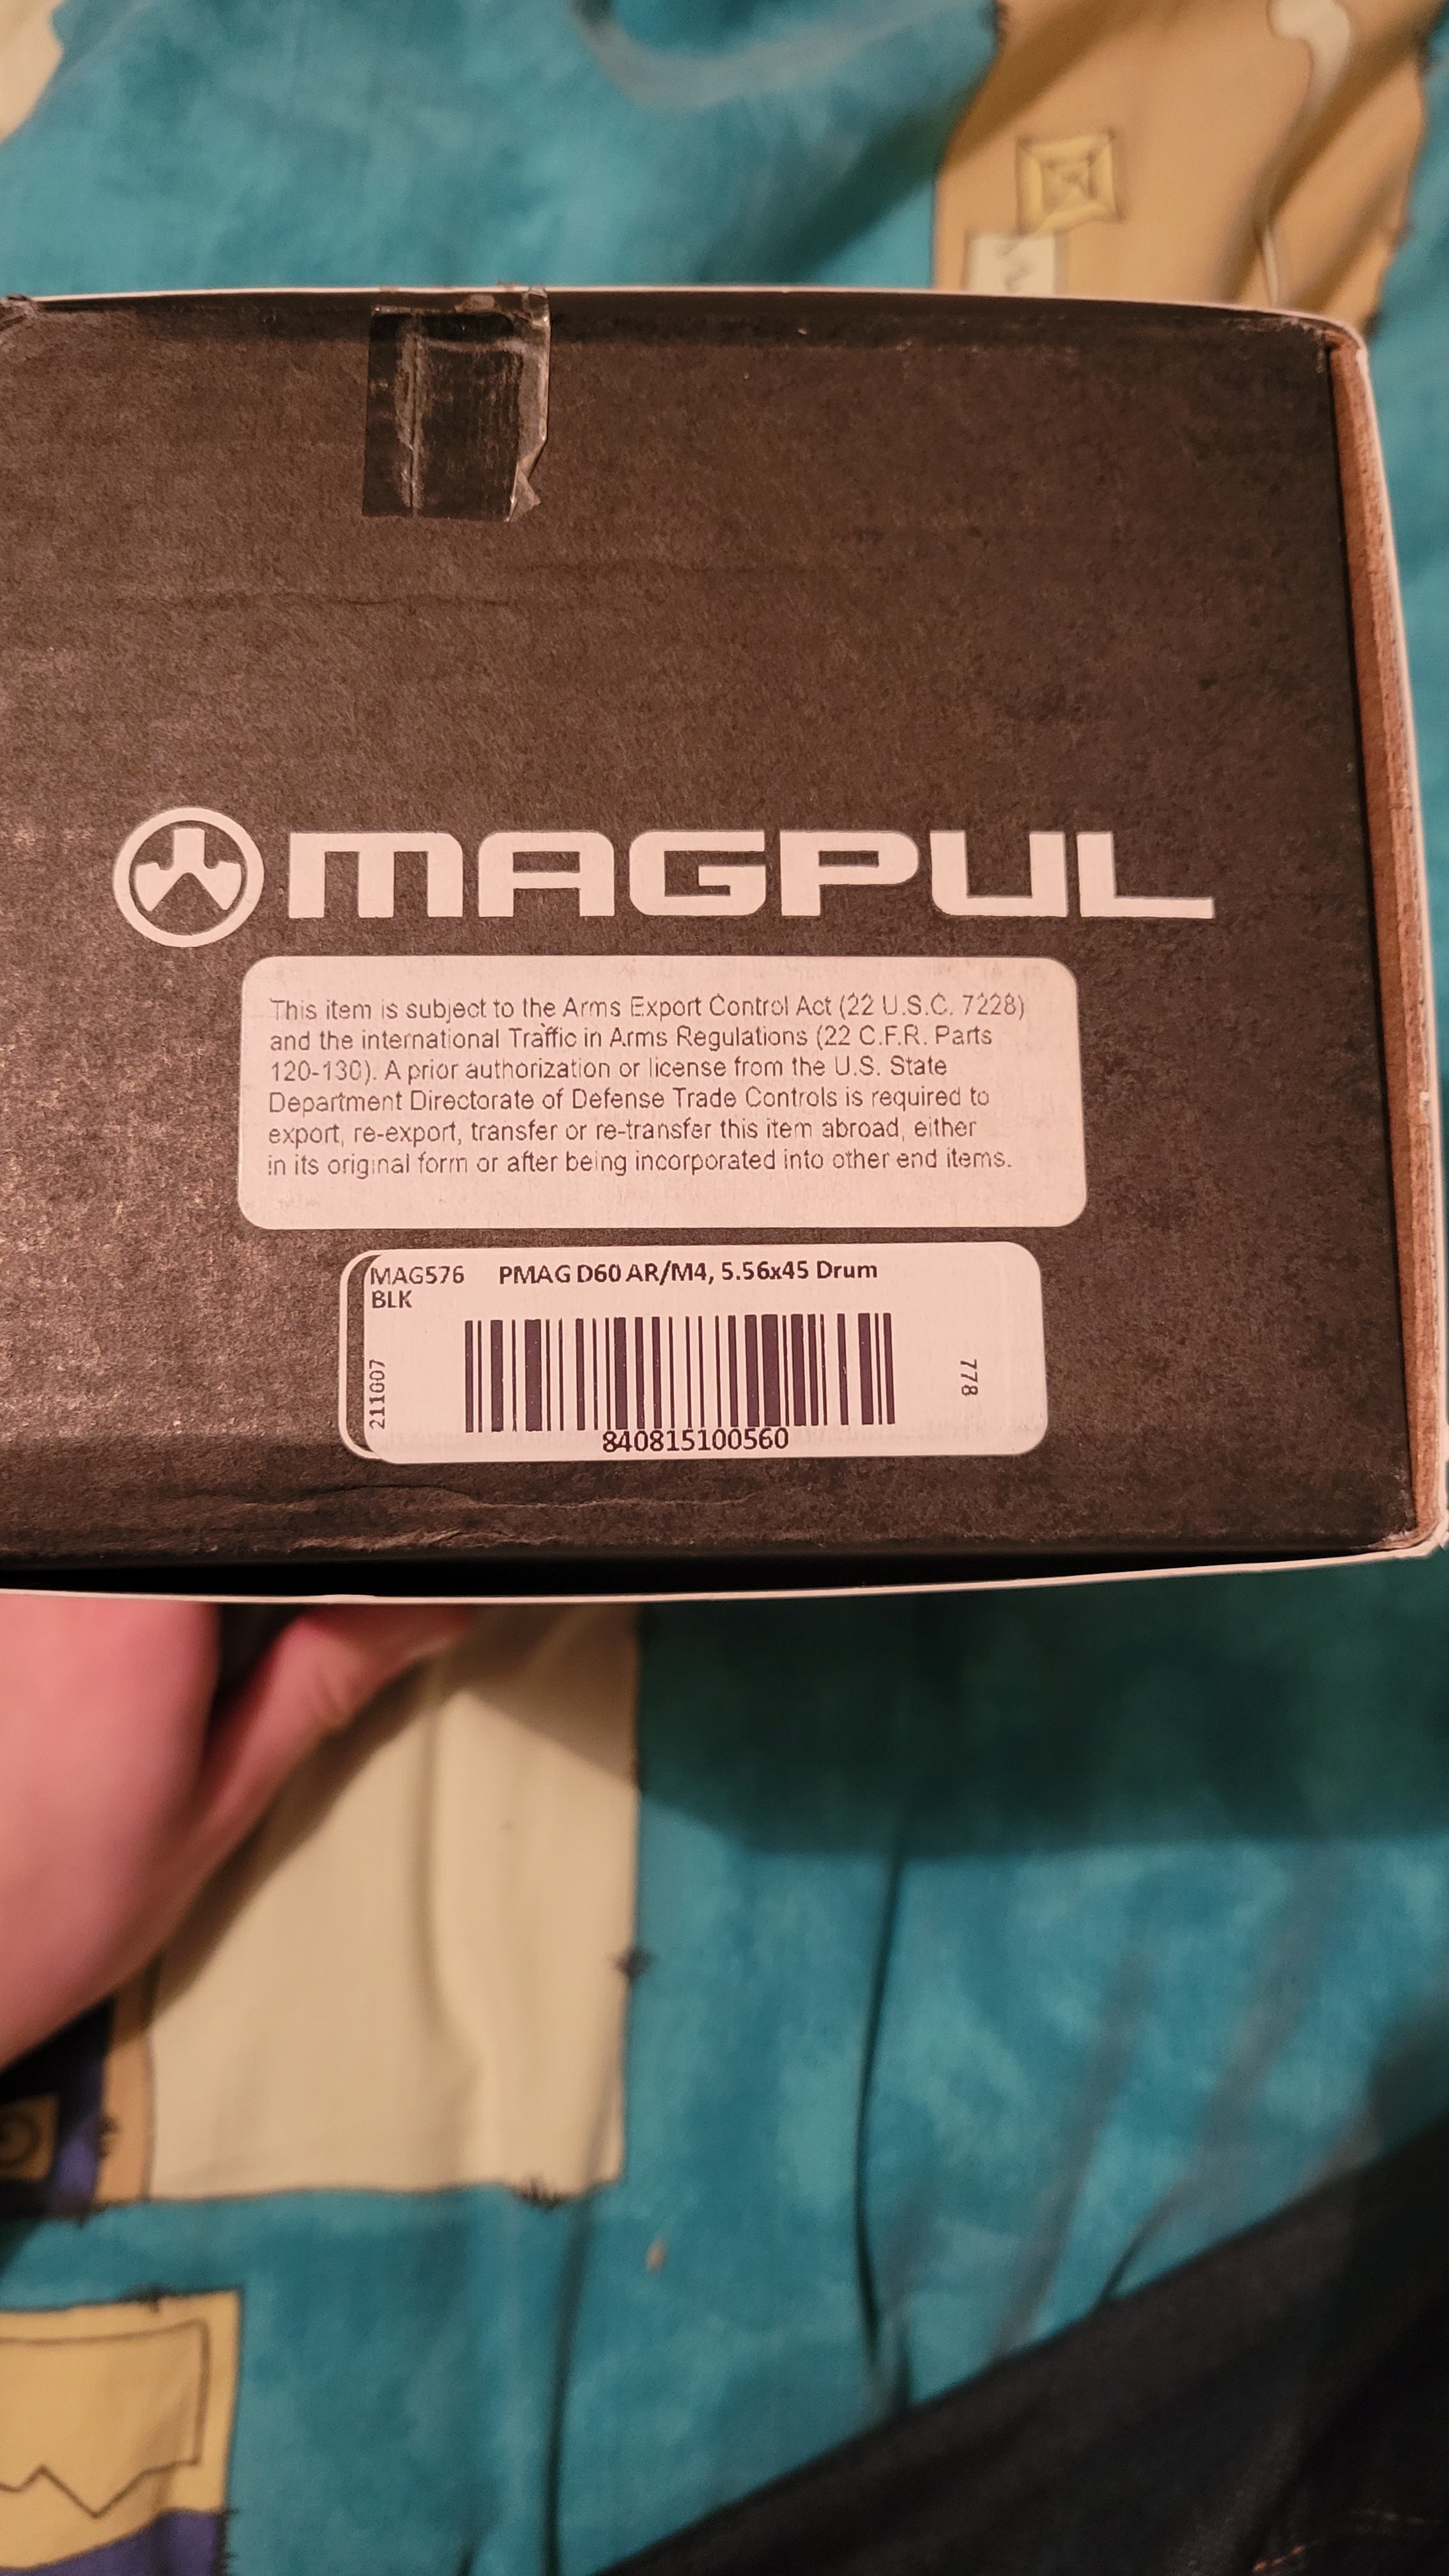 MAGPUL
This item is subject to the Arms Export Control Act (22 U.S.C. 7228)
and the international Traffic in Arms Regulations (22 C.F.R. Parts
120-130). A prior authorization or license from the U.S. State
Department Directorate of Defense Trade Controls is required to
export, re-export, transfer or re-transfer this item abroad, either
in its original form or after being incorporated into other end items.
MAG576 PMAG D60 AR/M4, 5.56x45 Drum
BLK
211007
778
840815100560